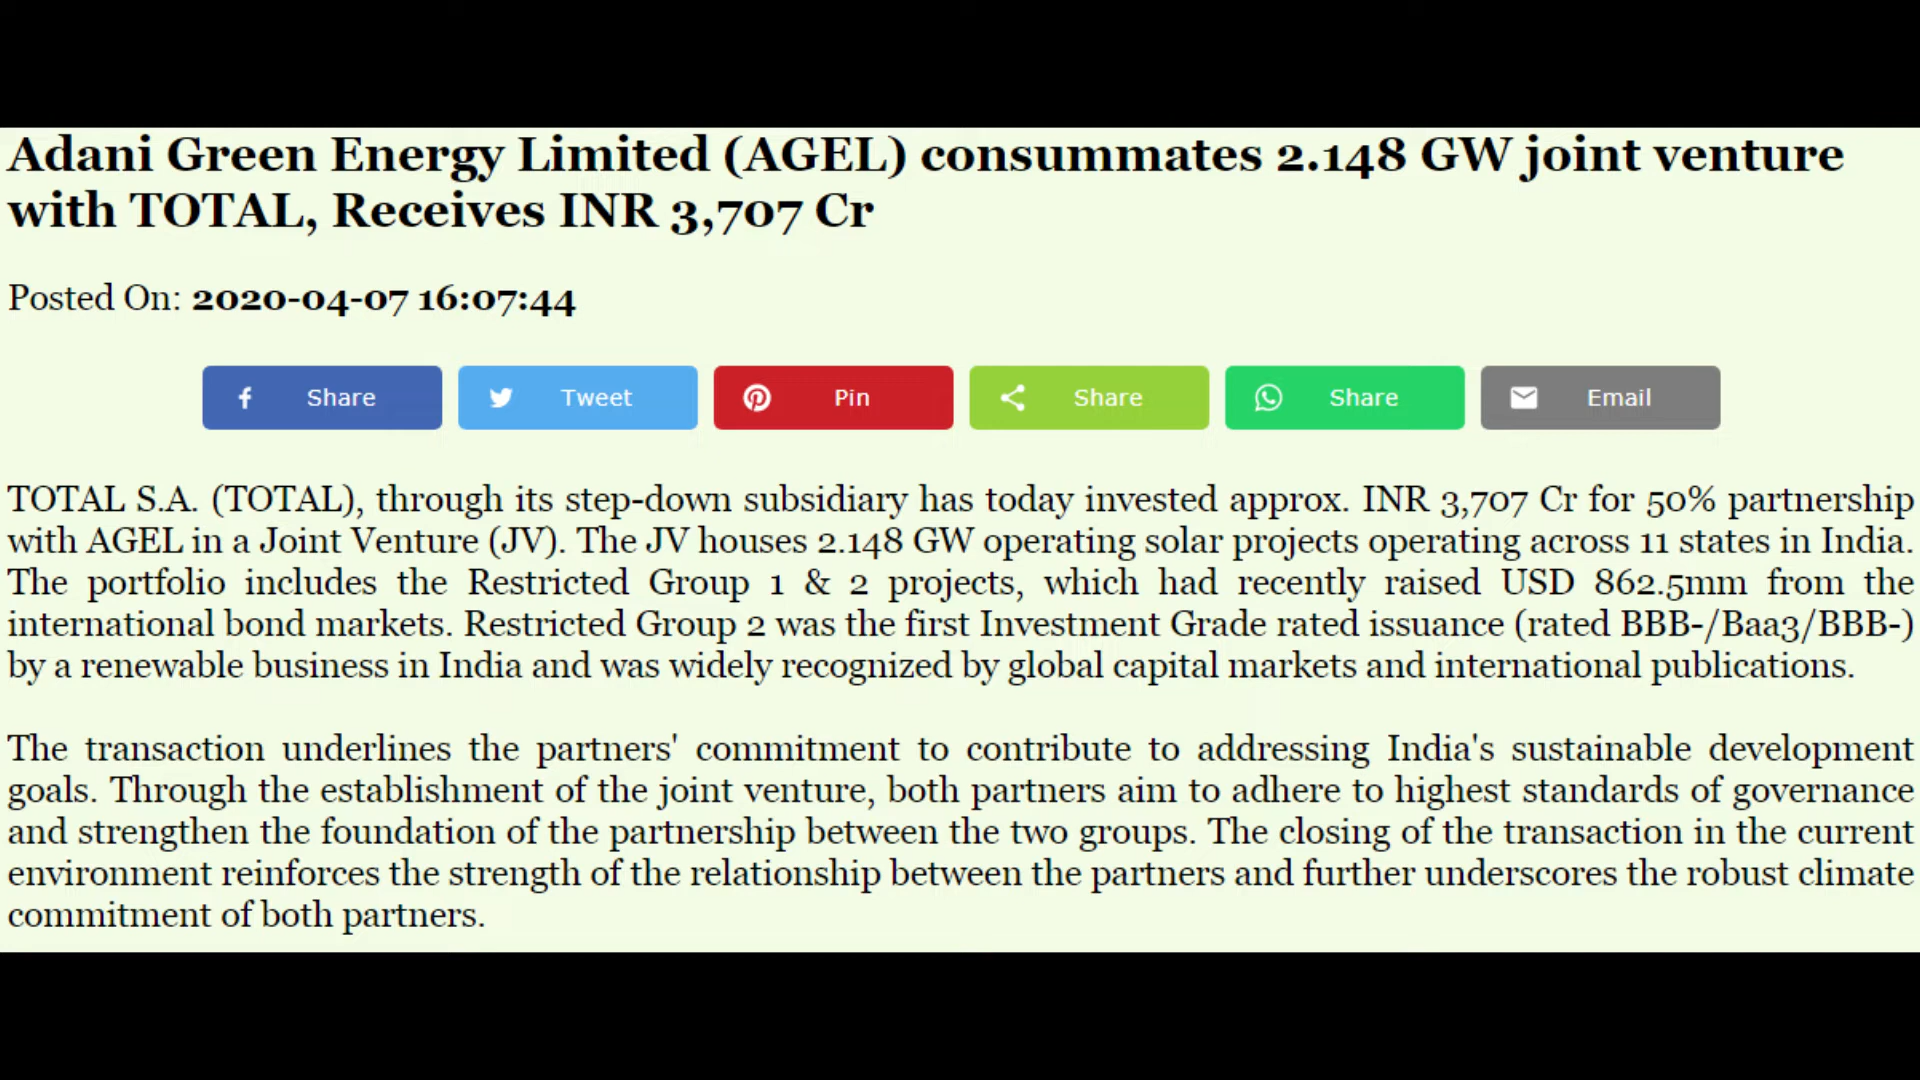 Adani Green Energy Limited (AGEL) consummates 2.148 GW joint venture
with TOTAL, Receives INR 3,707 Cr
Posted On: 2020-04-07 16:07:44
Share Tweet Pin Share Share Email
TOTAL S.A. (TOTAL), through its step-down subsidiary has today invested approx. INR 3,707 Cr for 50% partnership
with AGEL in a Joint Venture (JV). The JV houses 2.148 GW operating solar projects operating across 11 states in India.
The portfolio includes the Restricted Group 1 & 2 projects, which had recently raised USD 862.5mm from the
international bond markets. Restricted Group 2 was the first Investment Grade rated issuance (rated BBB-/Baa3/BBB-)
by a renewable business in India and was widely recognized by global capital markets and international publications.
The transaction underlines the partners' commitment to contribute to addressing India's sustainable development
goals. Through the establishment of the joint venture, both partners aim to adhere to highest standards of governance
and strengthen the foundation of the partnership between the two groups. The closing of the transaction in the current
environment reinforces the strength of the relationship between the partners and further underscores the robust climate
commitment of both partners.